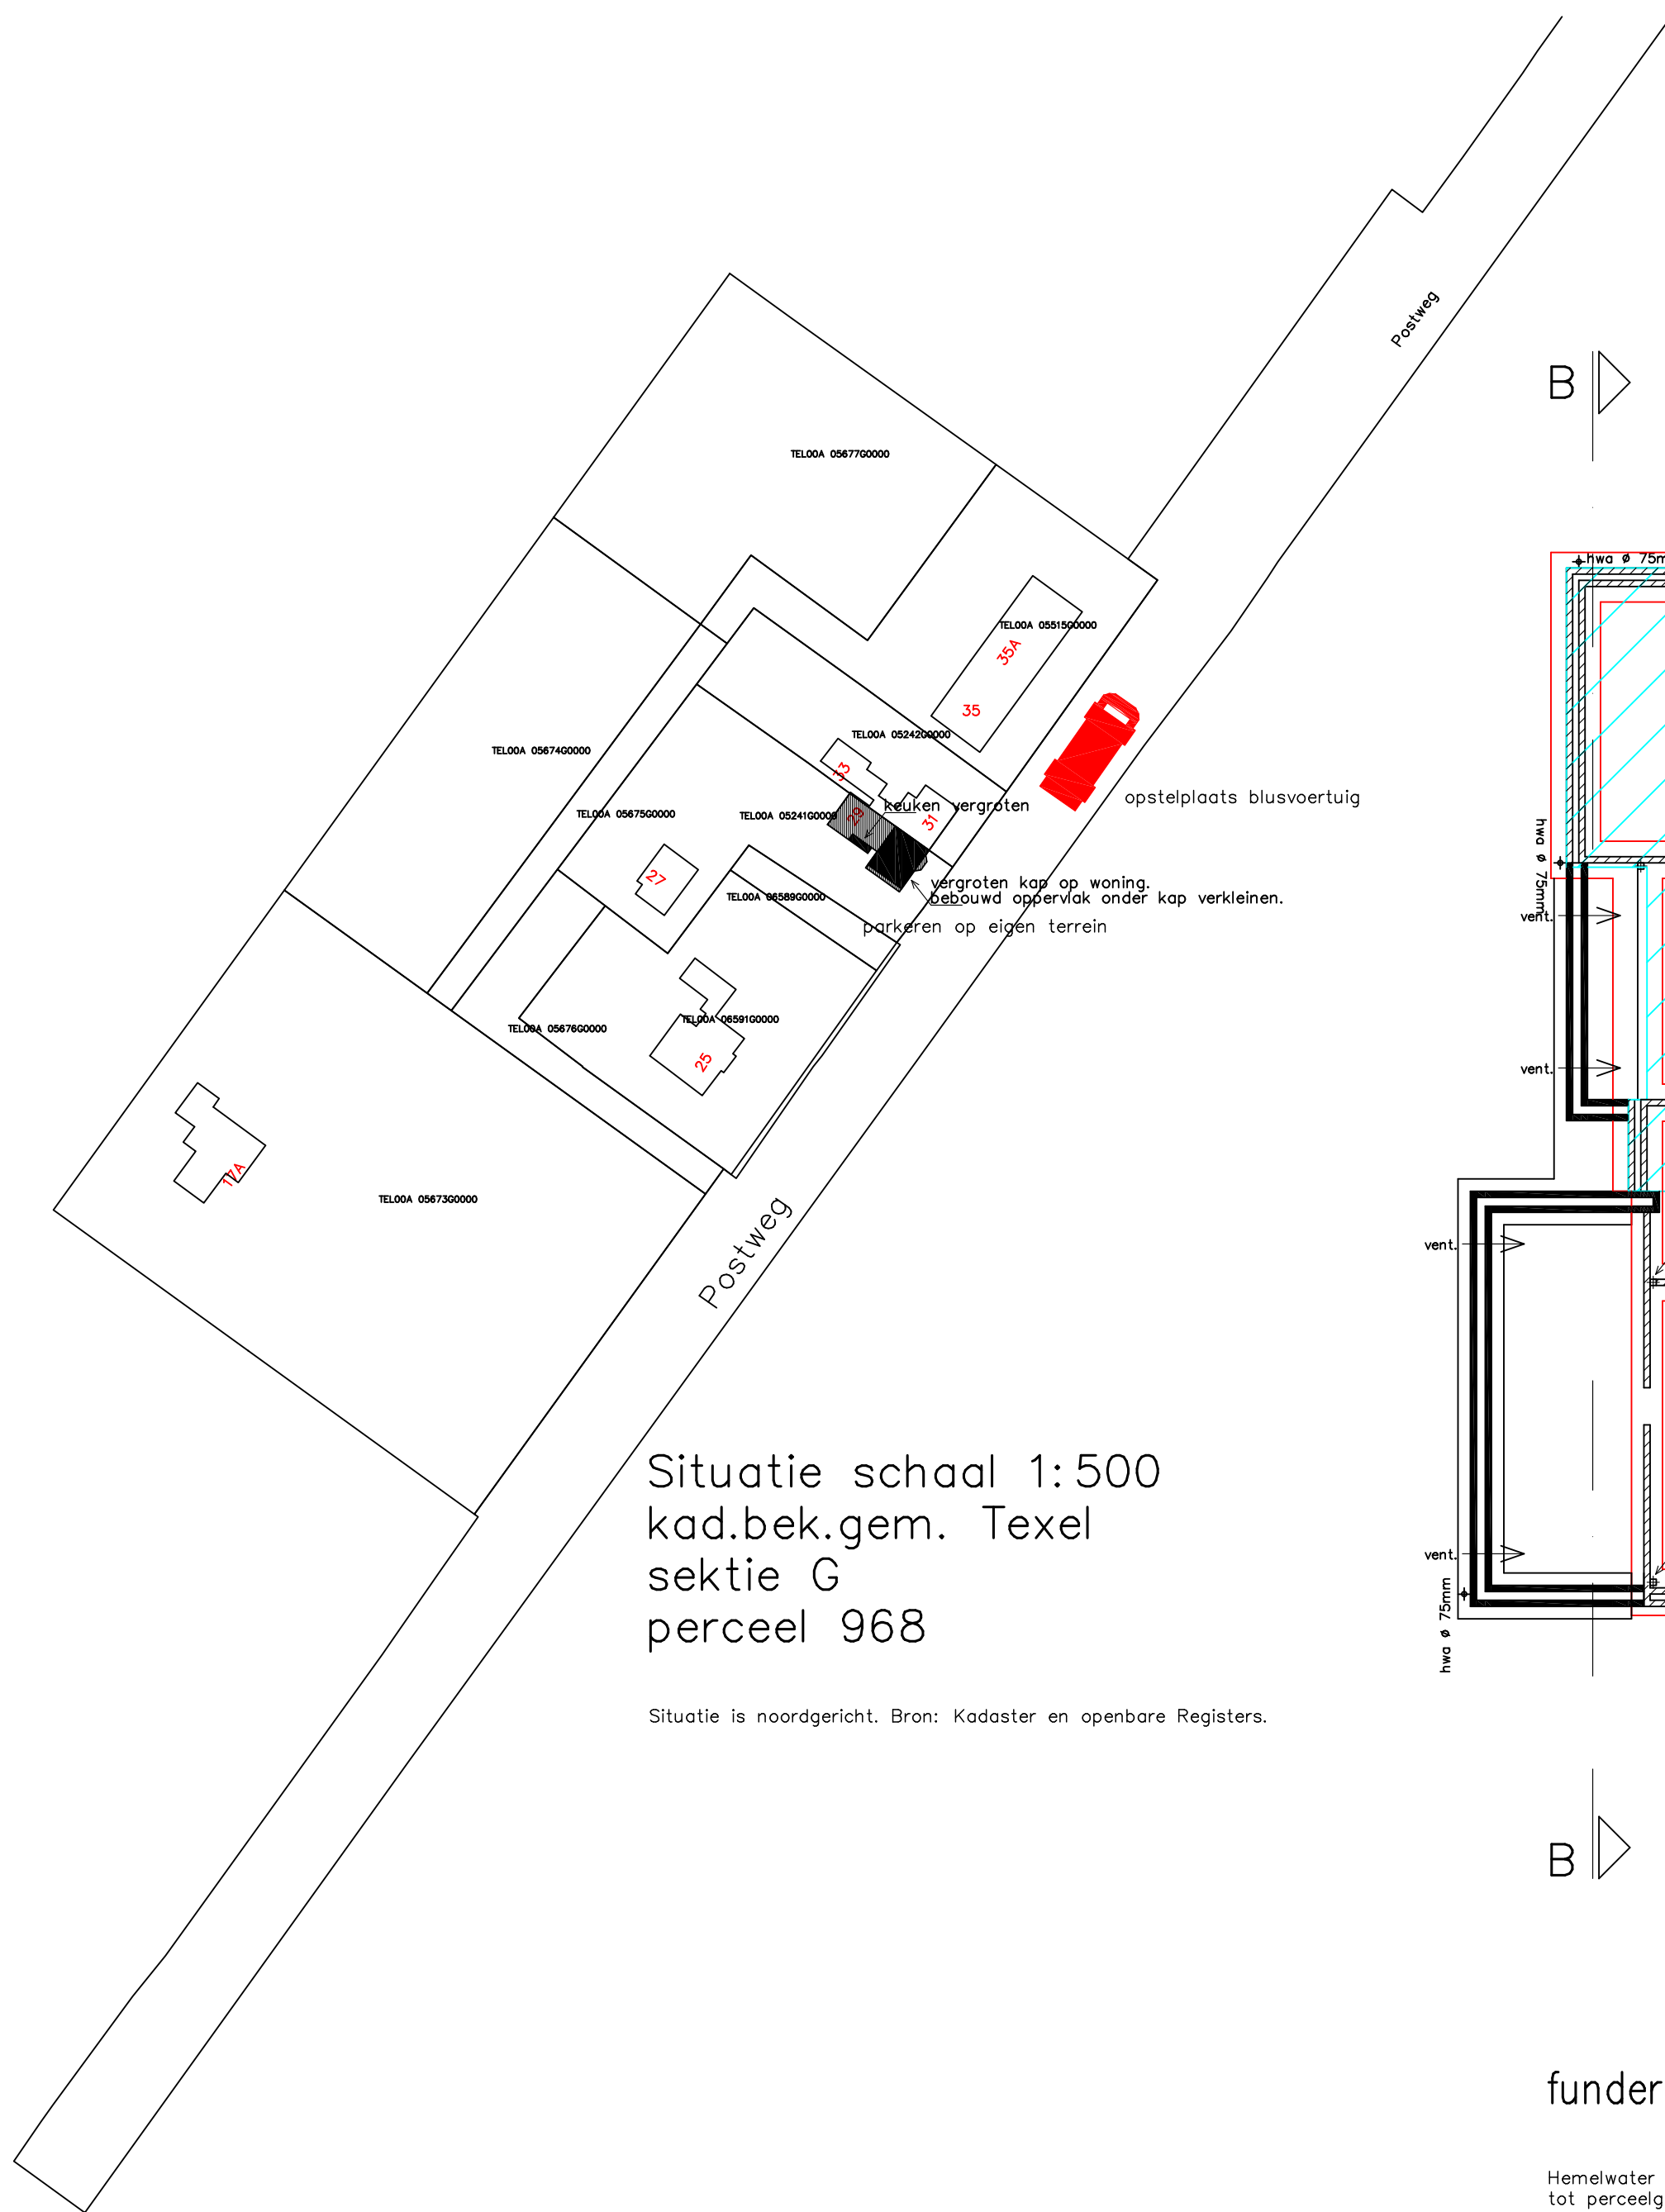 Postweg
B
TEL00A 05677G0000
hwa ø 75m
TEL00A 05515G0000
35A
35
TEL00A 05242G0000
TEL00A 05674G0000
33
opstelplaats blusvoertuig
keuken vergroten
TEL00A 05675G0000
TEL00A 05241G0000
29
31
hwa ø 75mm
27
vergroten kap op woning.
bebouwd oppervlak onder kap verkleinen.
TEL00A 06589G0000
vent.
parkeren op eigen terrein
TEL00A 05676G0000
TEL00A 06591G0000
25
vent.
17A
TEL00A 05673G0000
Postweg
vent.
Situatie schaal 1:500
kad.bek.gem. Texel
sektie G
perceel 968
vent.
hwa ø 75mm
Situatie is noordgericht. Bron: Kadaster en openbare Registers.
B
funder
Hemelwater
tot perceelg